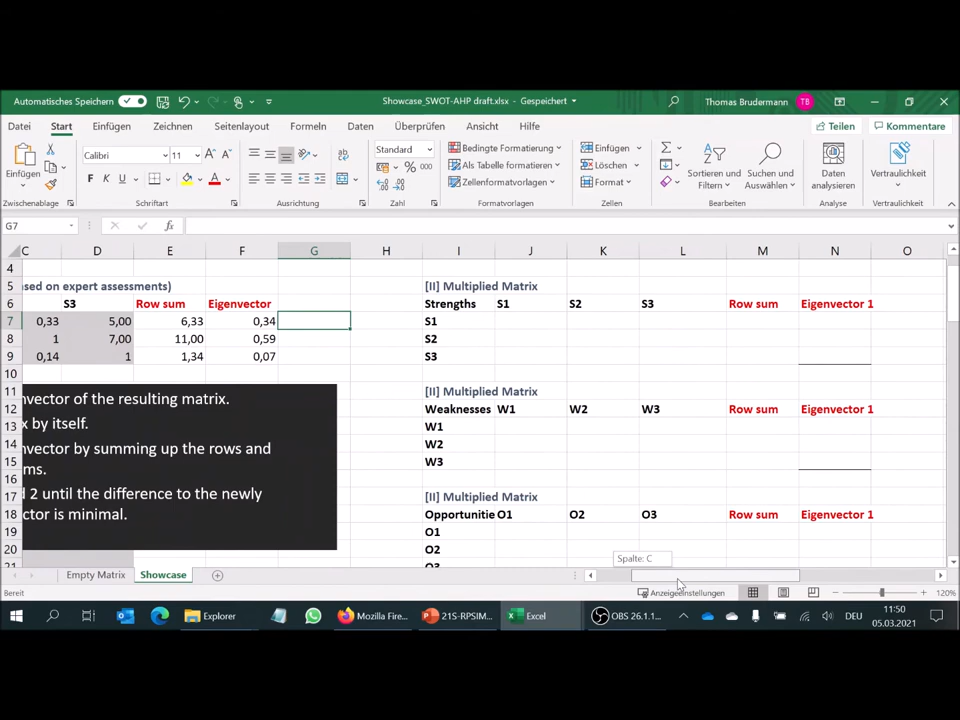 Automatisches Speichern
Showcase_SWOT-AHP draft.xlsx - Gespeichert
Thomas Brudermann TB
Datei Start Einfügen Zeichnen Seitenlayout Formeln Daten Überprüfen Ansicht Hilfe Teilen Kommentare
Einfügen
Calibri 11
F K U
Standard
% 000
Bedingte Formatierung
Als Tabelle formatieren
Zellenformatvorlagen
Einfügen
Löschen
Format
Sortieren und Filtern
Suchen und Auswählen
Daten analysieren
Vertraulichkeit
Zwischenablage Schriftart Ausrichtung Zahl Formatvorlagen Zellen Bearbeiten Analyse Vertraulichkeit
G7 fx
C D E F G H I J K L M N O
4
5 sed on expert assessments) [II] Multiplied Matrix
6 S3 Row sum Eigenvector Strengths S1 S2 S3 Row sum Eigenvector 1
7 0,33 5,00 6,33 0,34 S1
8 1 7,00 11,00 0,59 S2
9 0,14 1 1,34 0,07 S3
10
11 nvector of the resulting matrix. [II] Multiplied Matrix
12 x by itself. Weaknesses W1 W2 W3 Row sum Eigenvector 1
13 W1
14 nvector by summing up the rows and W2
15 ms. W3
16
17 2 until the difference to the newly [II] Multiplied Matrix
18 ctor is minimal. Opportunitie O1 O2 O3 Row sum Eigenvector 1
19 O1
20 O2
21 O3
Spalte: C
Empty Matrix Showcase
Bereit Anzeigeeinstellungen 120%
Explorer Mozilla Fire... 21S-RPSIM... Excel OBS 26.1.1... DEU 11:50
05.03.2021